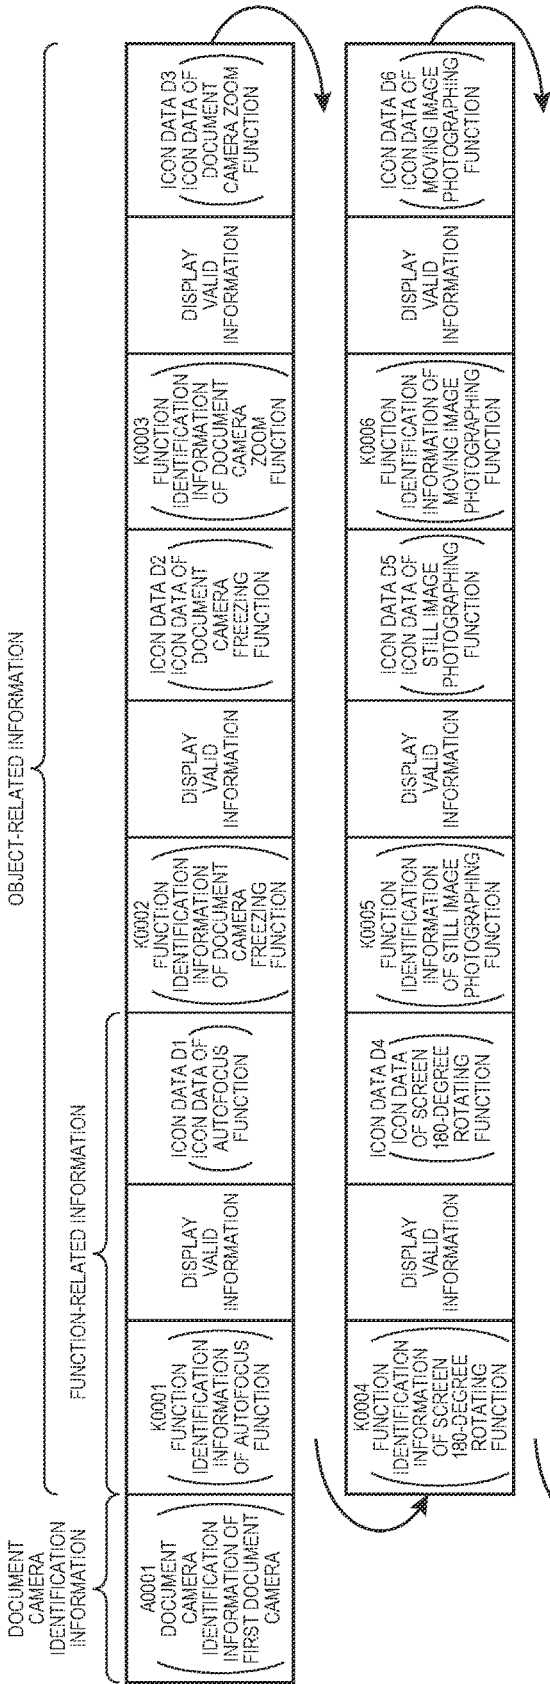 OBJECT-RELATED INFORMATION
DOCUMENT
CAMERA
IDENTIFICATION
INFORMATION
FUNCTION-RELATED INFORMATION
A0001
DOCUMENT
CAMERA
IDENTIFICATION
INFORMATION OF
FIRST DOCUMENT
CAMERA
K0001
FUNCTION
IDENTIFICATION
INFORMATION
OF AUTOFOCUS
FUNCTION
DISPLAY
VALID
INFORMATION
ICON DATA D1
ICON DATA OF
AUTOFOCUS
FUNCTION
K0002
FUNCTION
IDENTIFICATION
INFORMATION
OF DOCUMENT
CAMERA
FREEZING
FUNCTION
DISPLAY
VALID
INFORMATION
ICON DATA D2
ICON DATA OF
DOCUMENT
CAMERA
FREEZING
FUNCTION
K0003
FUNCTION
IDENTIFICATION
INFORMATION
OF DOCUMENT
CAMERA
ZOOM
FUNCTION
DISPLAY
VALID
INFORMATION
ICON DATA D3
ICON DATA OF
DOCUMENT
CAMERA ZOOM
FUNCTION
K0004
FUNCTION
IDENTIFICATION
INFORMATION
OF SCREEN
180-DEGREE
ROTATING
FUNCTION
DISPLAY
VALID
INFORMATION
ICON DATA D4
ICON DATA
OF SCREEN
180-DEGREE
ROTATING
FUNCTION
K0005
FUNCTION
IDENTIFICATION
INFORMATION
OF STILL IMAGE
PHOTOGRAPHING
FUNCTION
DISPLAY
VALID
INFORMATION
ICON DATA D5
ICON DATA OF
STILL IMAGE
PHOTOGRAPHING
FUNCTION
K0006
FUNCTION
IDENTIFICATION
INFORMATION OF
MOVING IMAGE
PHOTOGRAPHING
FUNCTION
DISPLAY
VALID
INFORMATION
ICON DATA D6
ICON DATA OF
MOVING IMAGE
PHOTOGRAPHING
FUNCTION